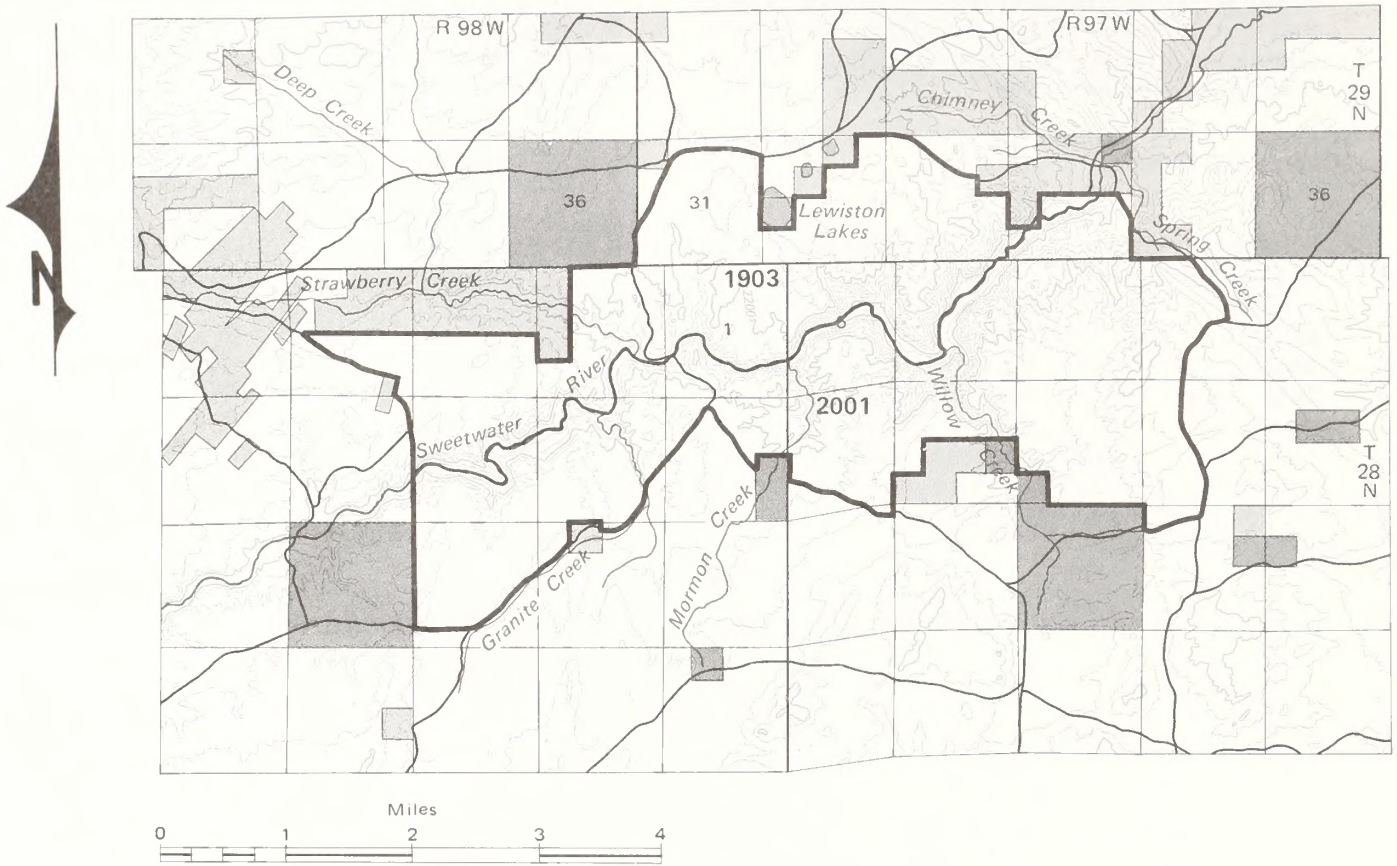 R 98 W
R 97 W
T
29
N
Deep Creek
Chimney
Creek
36
31
36
Lewiston
Lakes
Spring
Creek
N
Strawberry Creek
1903
2200
1
River
Willow
2001
Sweetwater
Creek
T
28
N
Creek
Mormon
Granite Creek
Miles
0 1 2 3 4